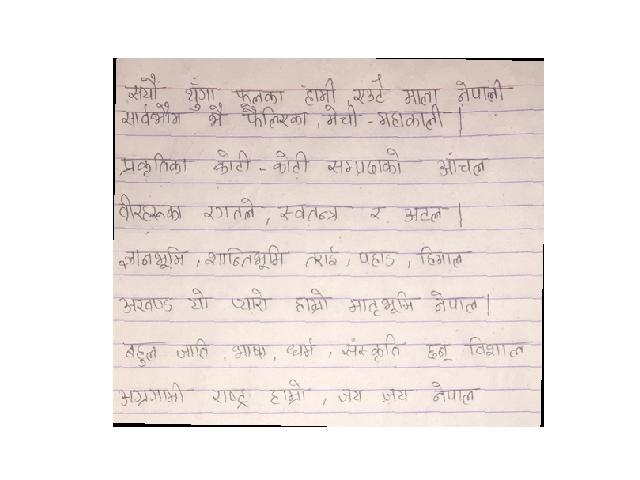 सयौं थुँगा फूलका हामी, एउटै माला नेपाली
सार्वभौम भै फैलिएका, मेची-महाकाली।
प्रकृतिका कोटी-कोटी सम्पदाको आंचल
वीरहरूका रगतले, स्वतन्त्र र अटल।
ज्ञानभूमि, शान्तिभूमि तराई, पहाड, हिमाल
अखण्ड यो प्यारो हाम्रो मातृभूमि नेपाल।
बहुल जाति, भाषा, धर्म, संस्कृति छन् विशाल
अग्रगामी राष्ट्र हाम्रो, जय जय नेपाल